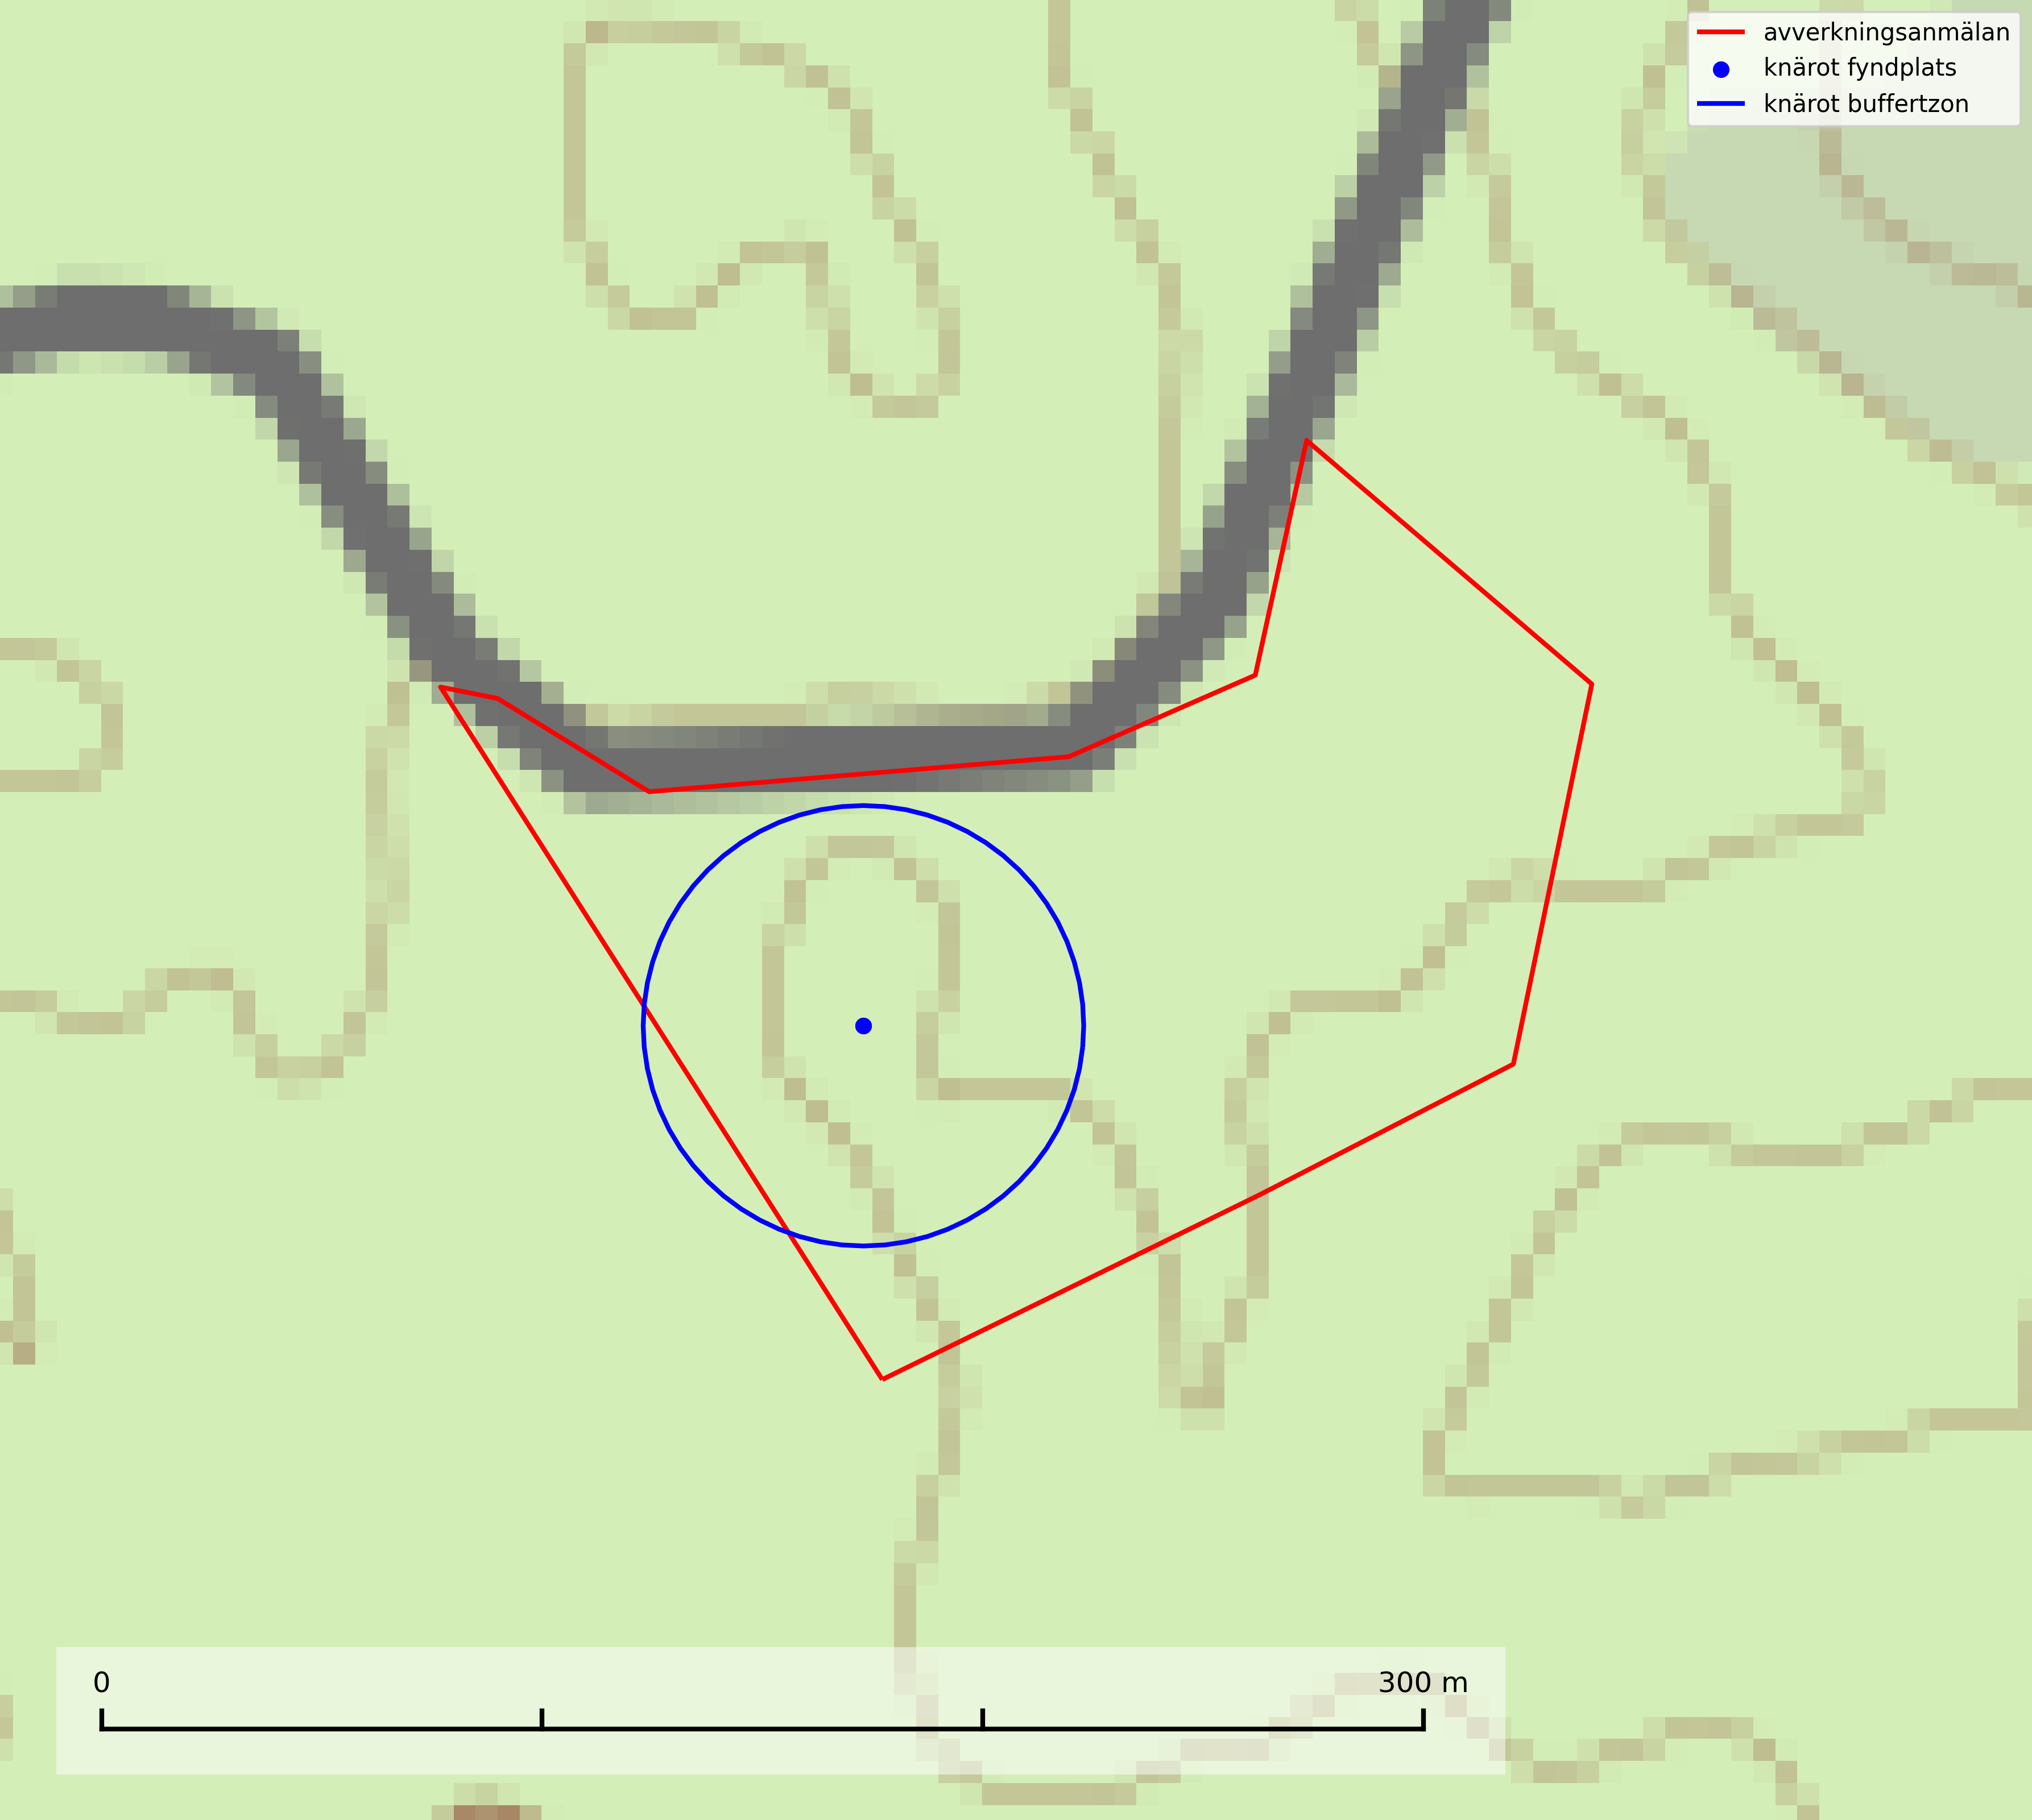 avverkningsanmälan
knärot fyndplats
knärot buffertzon
0 300 m